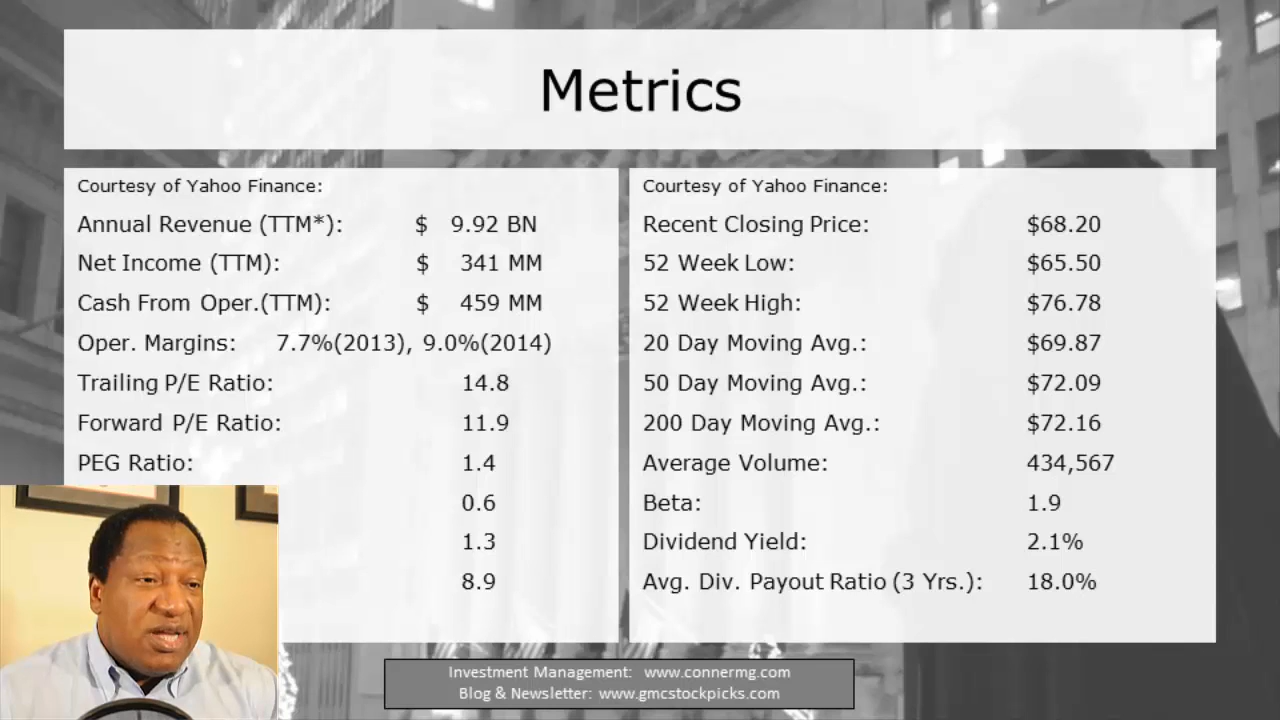 Metrics
Courtesy of Yahoo Finance:
Annual Revenue (TTM*): $ 9.92 BN
Net Income (TTM): $ 341 MM
Cash From Oper.(TTM): $ 459 MM
Oper. Margins: 7.7%(2013), 9.0%(2014)
Trailing P/E Ratio: 14.8
Forward P/E Ratio: 11.9
PEG Ratio: 1.4
0.6
1.3
8.9
Courtesy of Yahoo Finance:
Recent Closing Price: $68.20
52 Week Low: $65.50
52 Week High: $76.78
20 Day Moving Avg.: $69.87
50 Day Moving Avg.: $72.09
200 Day Moving Avg.: $72.16
Average Volume: 434,567
Beta: 1.9
Dividend Yield: 2.1%
Avg. Div. Payout Ratio (3 Yrs.): 18.0%
Investment Management: www.connermg.com
Blog & Newsletter: www.gmcstockpicks.com